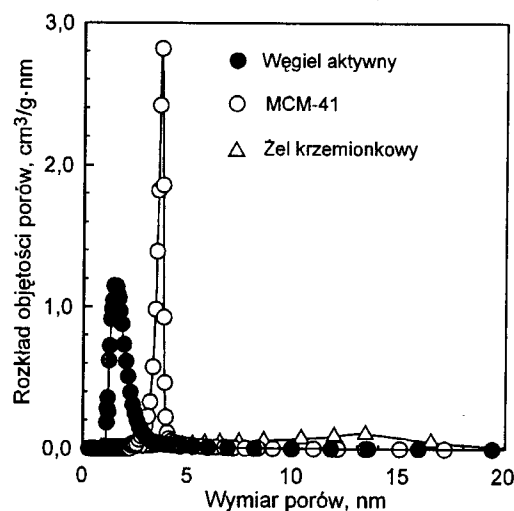 3,0
2,0
1,0
0,0
Rozkład objętości porów, cm³/g·nm
Węgiel aktywny
MCM-41
Żel krzemionkowy
0 5 10 15 20
Wymiar porów, nm